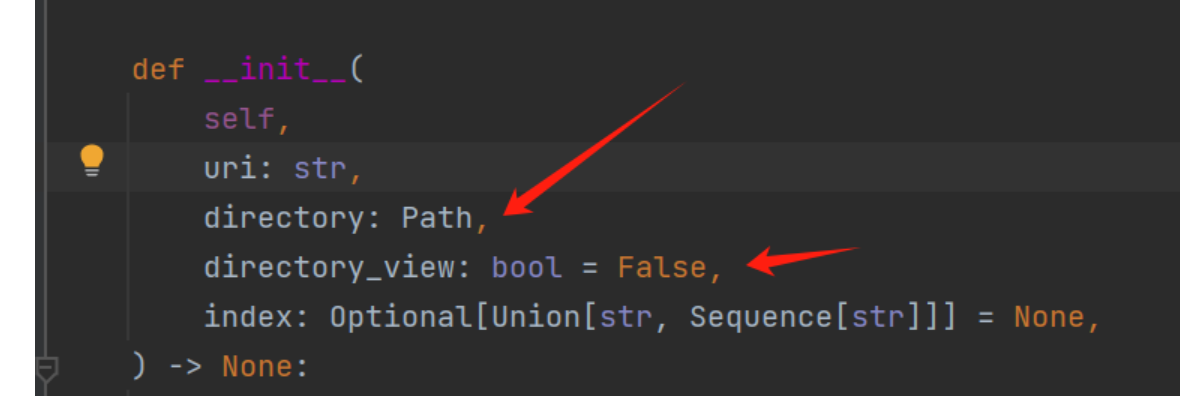 def __init__(
self,
uri: str,
directory: Path,
directory_view: bool = False,
index: Optional[Union[str, Sequence[str]]] = None,
) -> None: